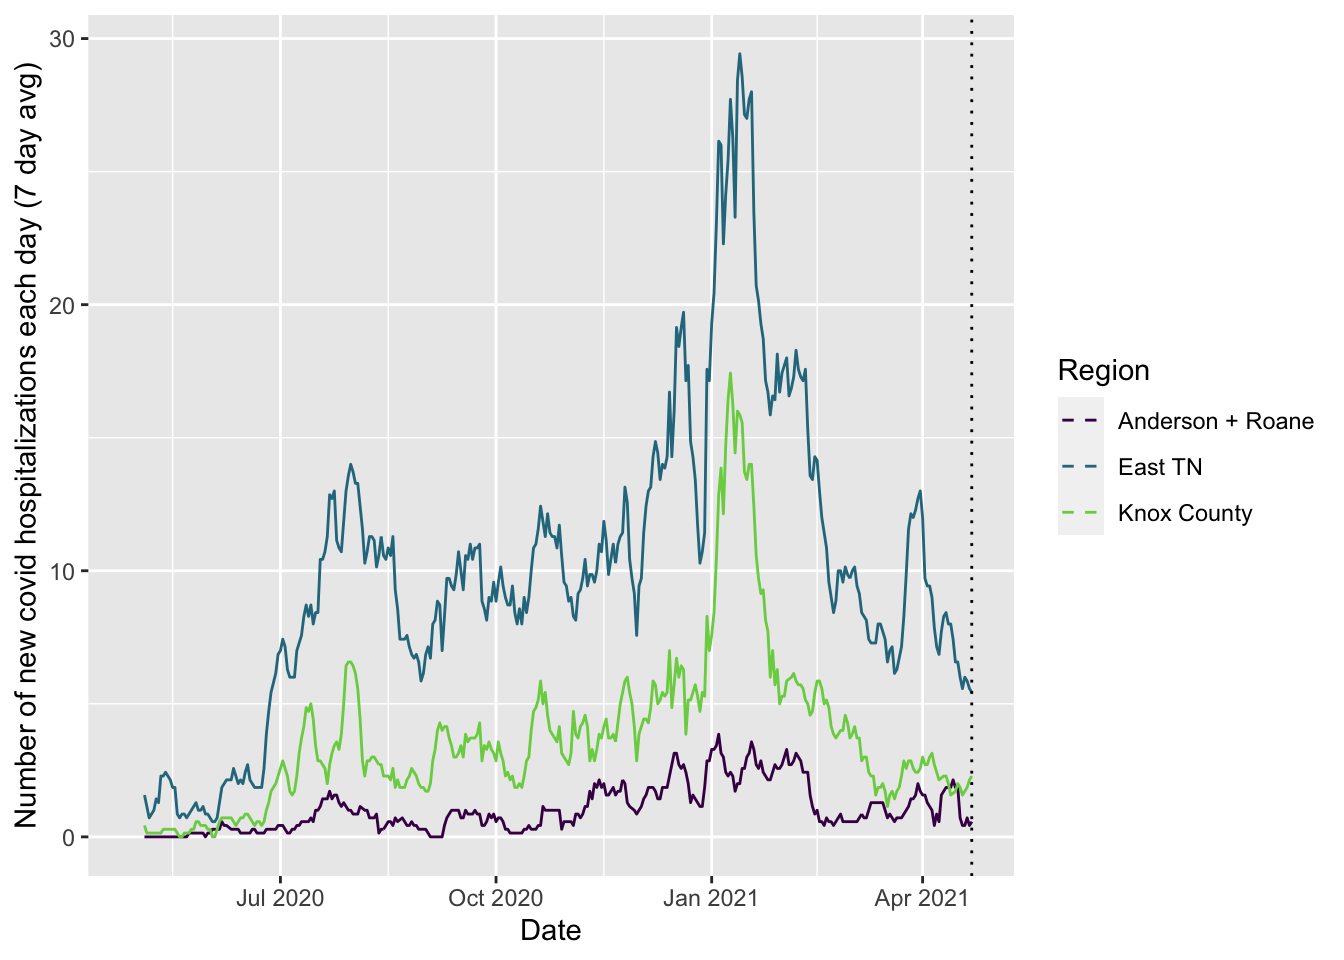 Number of new covid hospitalizations each day (7 day avg)
30
20
10
0
Jul 2020
Oct 2020
Jan 2021
Apr 2021
Date
Region
Anderson + Roane
East TN
Knox County